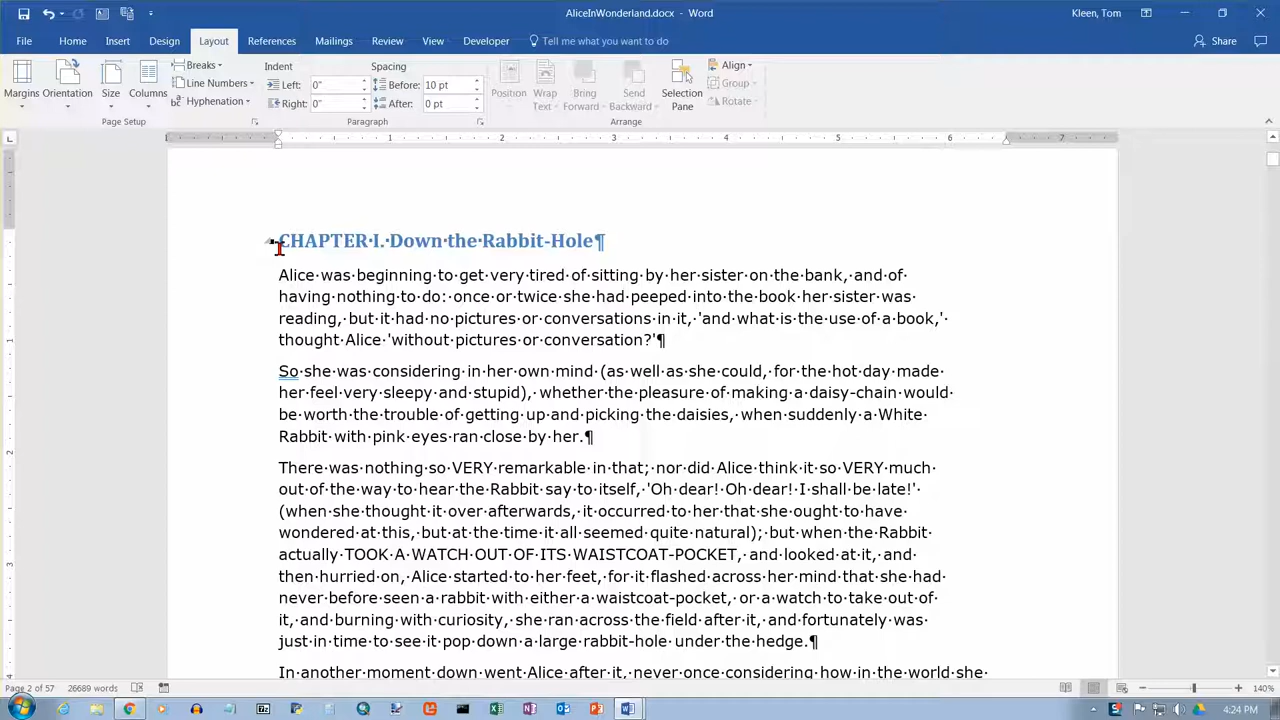 AliceInWonderland.docx - Word
Kleen, Tom
File Home Insert Design Layout References Mailings Review View Developer Tell me what you want to do Share
Margins Orientation Size Columns
Breaks
Line Numbers
Hyphenation
Page Setup
Indent Spacing
Left: 0" Before: 10 pt
Right: 0" After: 0 pt
Paragraph
Position Wrap Text Bring Forward Send Backward Selection Pane
Align
Group
Rotate
Arrange
1 2 3 4 5 6 7
CHAPTER·I.·Down·the·Rabbit-Hole¶
Alice·was·beginning·to·get·very·tired·of·sitting·by·her·sister·on·the·bank,·and·of·
having·nothing·to·do:·once·or·twice·she·had·peeped·into·the·book·her·sister·was·
reading,·but·it·had·no·pictures·or·conversations·in·it,·'and·what·is·the·use·of·a·book,'·
thought·Alice·'without·pictures·or·conversation?'¶
So·she·was·considering·in·her·own·mind·(as·well·as·she·could,·for·the·hot·day·made·
her·feel·very·sleepy·and·stupid),·whether·the·pleasure·of·making·a·daisy-chain·would·
be·worth·the·trouble·of·getting·up·and·picking·the·daisies,·when·suddenly·a·White·
Rabbit·with·pink·eyes·ran·close·by·her.¶
There·was·nothing·so·VERY·remarkable·in·that;·nor·did·Alice·think·it·so·VERY·much·
out·of·the·way·to·hear·the·Rabbit·say·to·itself,·'Oh·dear!·Oh·dear!·I·shall·be·late!'·
(when·she·thought·it·over·afterwards,·it·occurred·to·her·that·she·ought·to·have·
wondered·at·this,·but·at·the·time·it·all·seemed·quite·natural);·but·when·the·Rabbit·
actually·TOOK·A·WATCH·OUT·OF·ITS·WAISTCOAT-POCKET,·and·looked·at·it,·and·
then·hurried·on,·Alice·started·to·her·feet,·for·it·flashed·across·her·mind·that·she·had·
never·before·seen·a·rabbit·with·either·a·waistcoat-pocket,·or·a·watch·to·take·out·of·
it,·and·burning·with·curiosity,·she·ran·across·the·field·after·it,·and·fortunately·was·
just·in·time·to·see·it·pop·down·a·large·rabbit-hole·under·the·hedge.¶
In·another·moment·down·went·Alice·after·it,·never·once·considering·how·in·the·world·she·
Page 2 of 57 26689 words 140%
4:24 PM